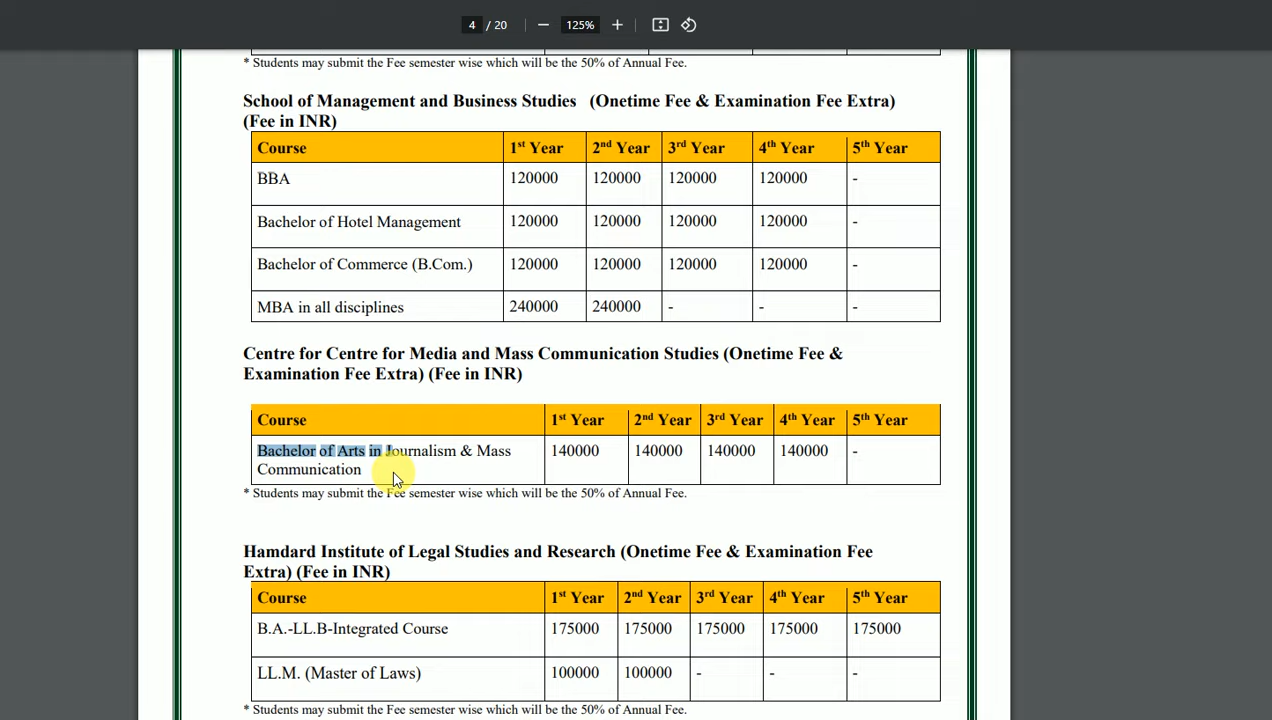 4 / 20 125%
* Students may submit the Fee semester wise which will be the 50% of Annual Fee.
School of Management and Business Studies (Onetime Fee & Examination Fee Extra)
(Fee in INR)
Course 1st Year 2nd Year 3rd Year 4th Year 5th Year
BBA 120000 120000 120000 120000 -
Bachelor of Hotel Management 120000 120000 120000 120000 -
Bachelor of Commerce (B.Com.) 120000 120000 120000 120000 -
MBA in all disciplines 240000 240000 - - -
Centre for Centre for Media and Mass Communication Studies (Onetime Fee &
Examination Fee Extra) (Fee in INR)
Course 1st Year 2nd Year 3rd Year 4th Year 5th Year
Bachelor of Arts in Journalism & Mass 140000 140000 140000 140000 -
Communication
* Students may submit the Fee semester wise which will be the 50% of Annual Fee.
Hamdard Institute of Legal Studies and Research (Onetime Fee & Examination Fee
Extra) (Fee in INR)
Course 1st Year 2nd Year 3rd Year 4th Year 5th Year
B.A.-LL.B-Integrated Course 175000 175000 175000 175000 175000
LL.M. (Master of Laws) 100000 100000 - - -
* Students may submit the Fee semester wise which will be the 50% of Annual Fee.